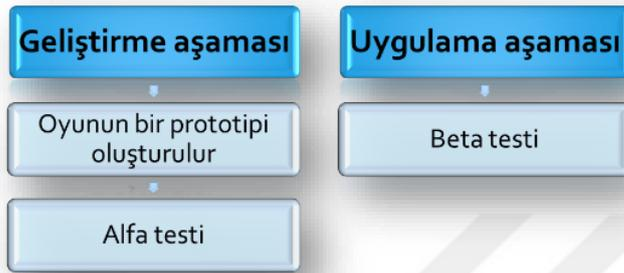 Geliştirme aşaması
Oyunun bir prototipi
oluşturulur
Alfa testi
Uygulama aşaması
Beta testi